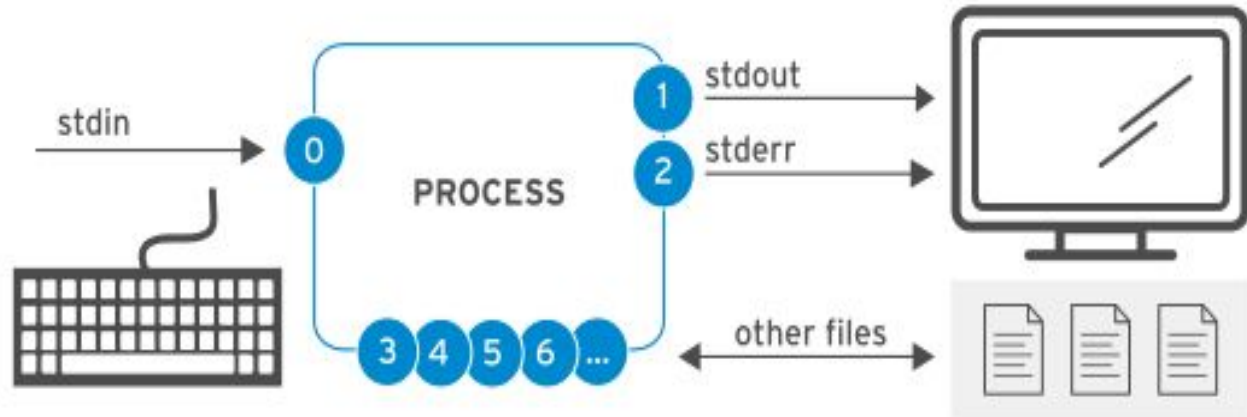 stdin
0
PROCESS
1
stdout
2
stderr
3 4 5 6 ...
other files